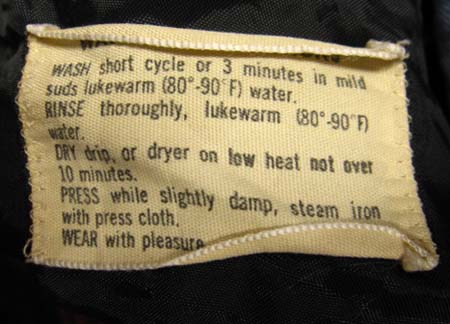 WASH short cycle or 3 minutes in mild
suds lukewarm (80°-90°F) water.
RINSE thoroughly, lukewarm (80°-90°F)
water.
DRY drip, or dryer on low heat not over
10 minutes.
PRESS while slightly damp, steam iron
with press cloth.
WEAR with pleasure